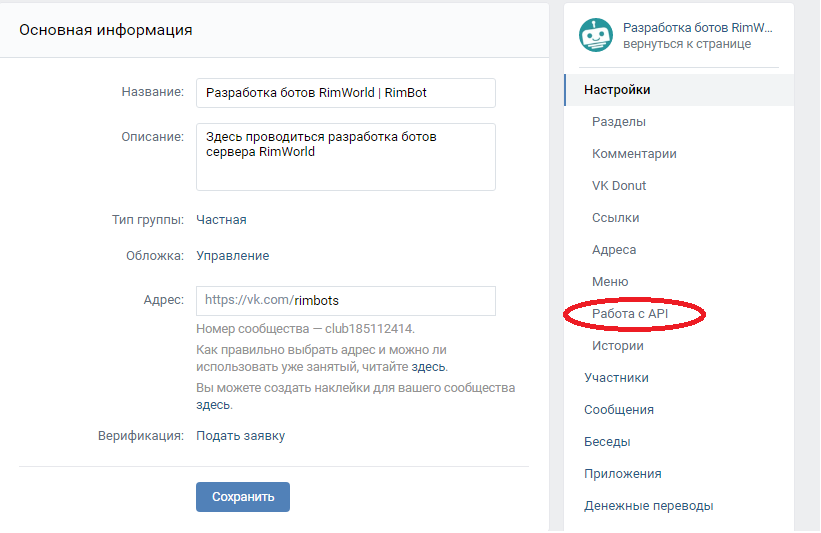 Основная информация
Название:
Разработка ботов RimWorld | RimBot
Описание:
Здесь проводиться разработка ботов
сервера RimWorld
Тип группы:
Частная
Обложка:
Управление
Адрес:
https://vk.com/rimbots
Номер сообщества — club185112414.
Как правильно выбрать адрес и можно ли
использовать уже занятый, читайте здесь.
Вы можете создать наклейки для вашего сообщества
здесь.
Верификация:
Подать заявку
Сохранить
Разработка ботов RimW...
вернуться к странице
Настройки
Разделы
Комментарии
VK Donut
Ссылки
Адреса
Меню
Работа с API
Истории
Участники
Сообщения
Беседы
Приложения
Денежные переводы